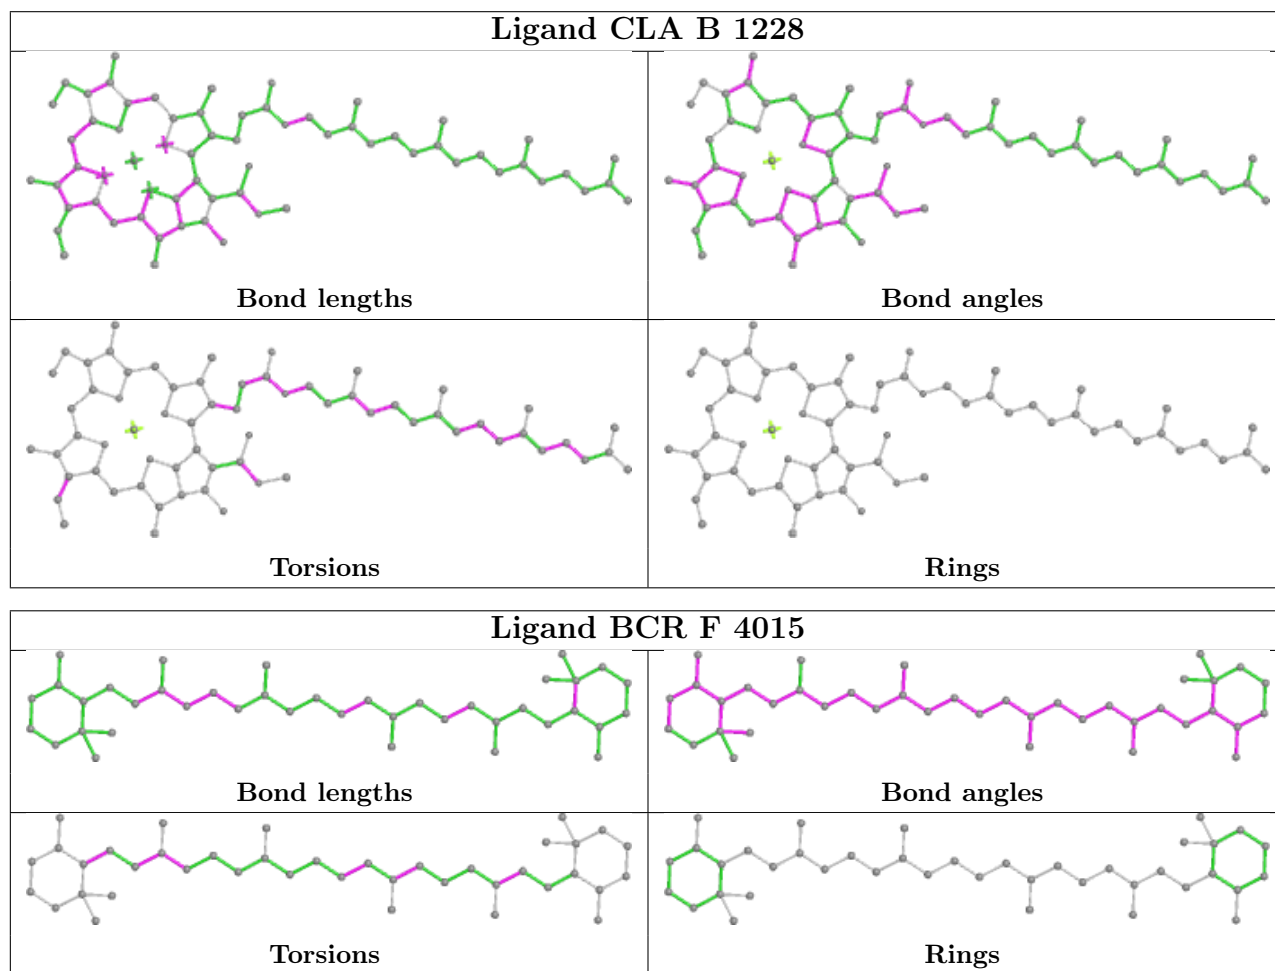 Ligand CLA B 1228
Bond lengths
Bond angles
Torsions
Rings
Ligand BCR F 4015
Bond lengths
Bond angles
Torsions
Rings